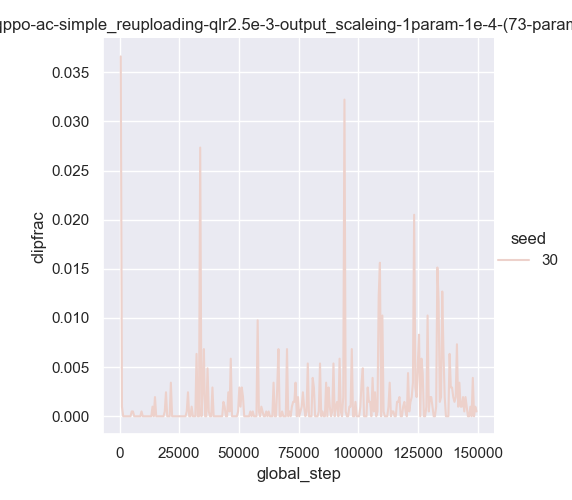 qppo-ac-simple_reuploading-qlr2.5e-3-output_scaleing-1param-1e-4-(73-param
0.035
0.030
0.025
0.020
0.015
0.010
0.005
0.000
clipfrac
0 25000 50000 75000 100000 125000 150000
global_step
seed
30